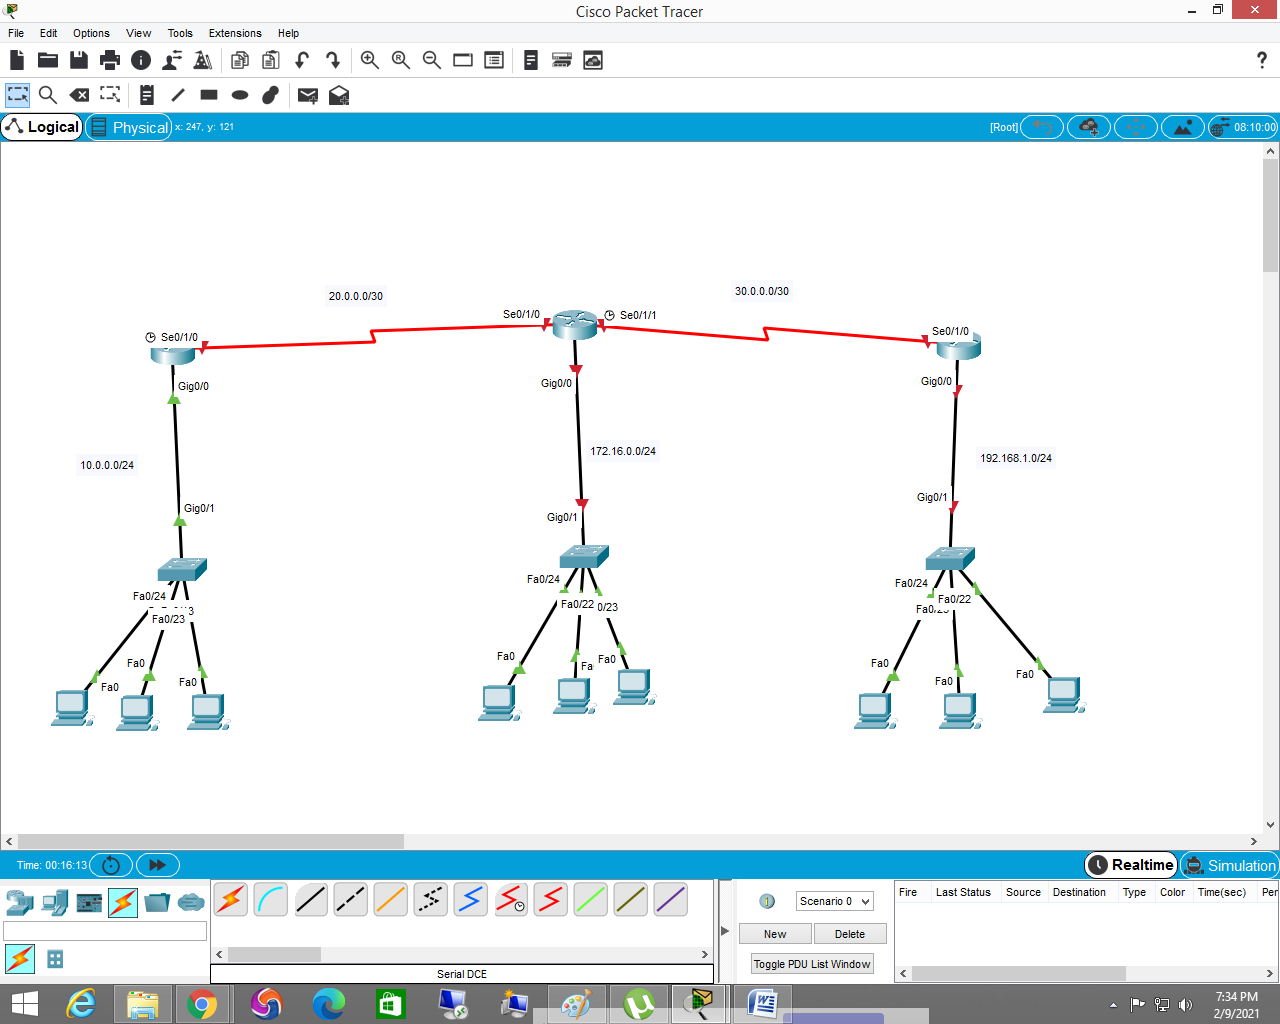 Cisco Packet Tracer
File Edit Options View Tools Extensions Help
Logical Physical x: 247, y: 121 [Root] 08:10:00
20.0.0.0/30
30.0.0.0/30
Se0/1/0 Se0/1/1
Se0/1/0
Se0/1/0
Gig0/0
Gig0/0
Gig0/0
10.0.0.0/24
172.16.0.0/24
192.168.1.0/24
Gig0/1
Gig0/1
Gig0/1
Fa0/24
Fa0/23
Fa0/24
Fa0/22
0/23
Fa0/24
Fa0/22
Fa0
Fa0
Fa0
Fa0
Fa
Fa0
Fa0
Fa0
Fa0
Time: 00:16:13
Realtime Simulation
Scenario 0
New Delete
Toggle PDU List Window
Fire Last Status Source Destination Type Color Time(sec) Per
Serial DCE
7:34 PM
2/9/2021